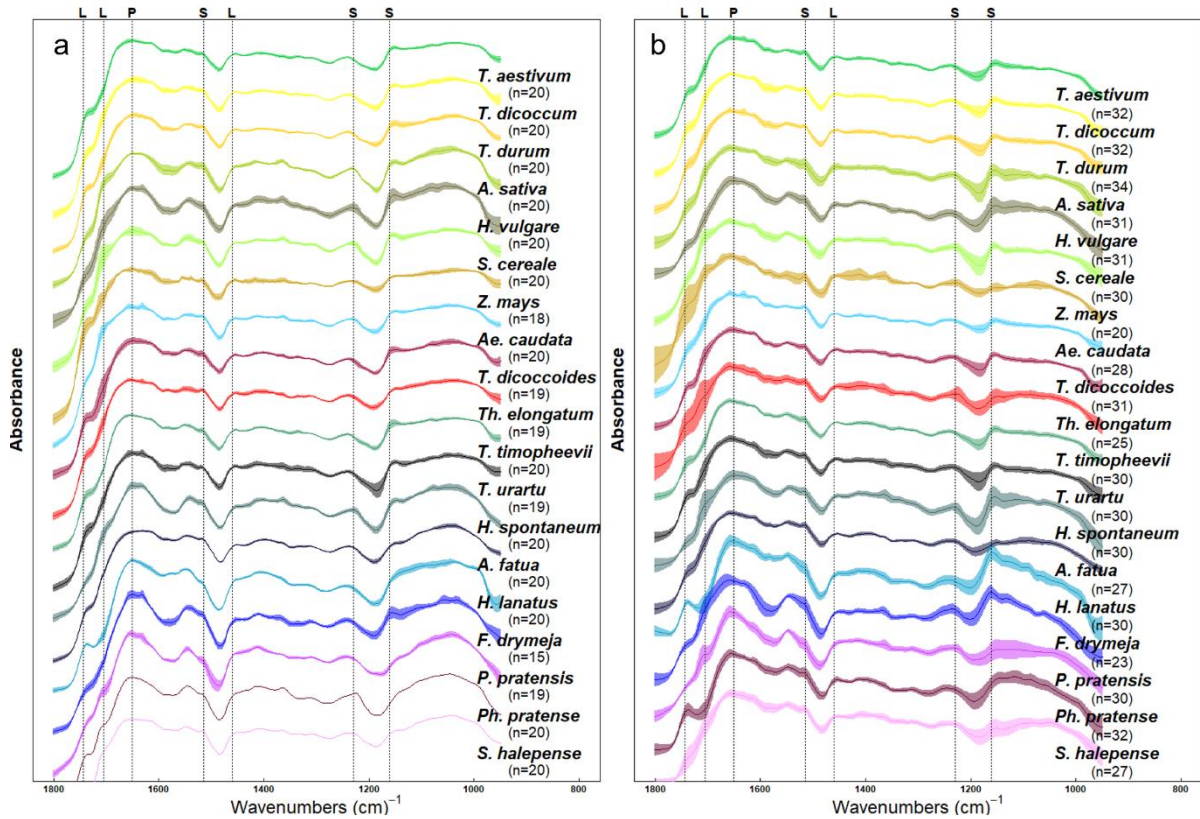 L L P S L S S
a
T. aestivum
(n=20)
T. dicoccum
(n=20)
T. durum
(n=20)
A. sativa
(n=20)
H. vulgare
(n=20)
S. cereale
(n=20)
Z. mays
(n=18)
Ae. caudata
(n=20)
T. dicoccoides
(n=19)
Th. elongatum
(n=19)
T. timopheevii
(n=20)
T. urartu
(n=19)
H. spontaneum
(n=20)
A. fatua
(n=20)
H. lanatus
(n=20)
F. drymeja
(n=15)
P. pratensis
(n=19)
Ph. pratense
(n=20)
S. halepense
(n=20)
Absorbance
1800 1600 1400 1200 1000 800
Wavenumbers (cm)⁻¹
L L P S L S S
b
T. aestivum
(n=32)
T. dicoccum
(n=32)
T. durum
(n=34)
A. sativa
(n=31)
H. vulgare
(n=31)
S. cereale
(n=30)
Z. mays
(n=20)
Ae. caudata
(n=28)
T. dicoccoides
(n=31)
Th. elongatum
(n=25)
T. timopheevii
(n=30)
T. urartu
(n=30)
H. spontaneum
(n=30)
A. fatua
(n=27)
H. lanatus
(n=30)
F. drymeja
(n=23)
P. pratensis
(n=30)
Ph. pratense
(n=32)
S. halepense
(n=27)
Absorbance
1800 1600 1400 1200 1000 800
Wavenumbers (cm)⁻¹